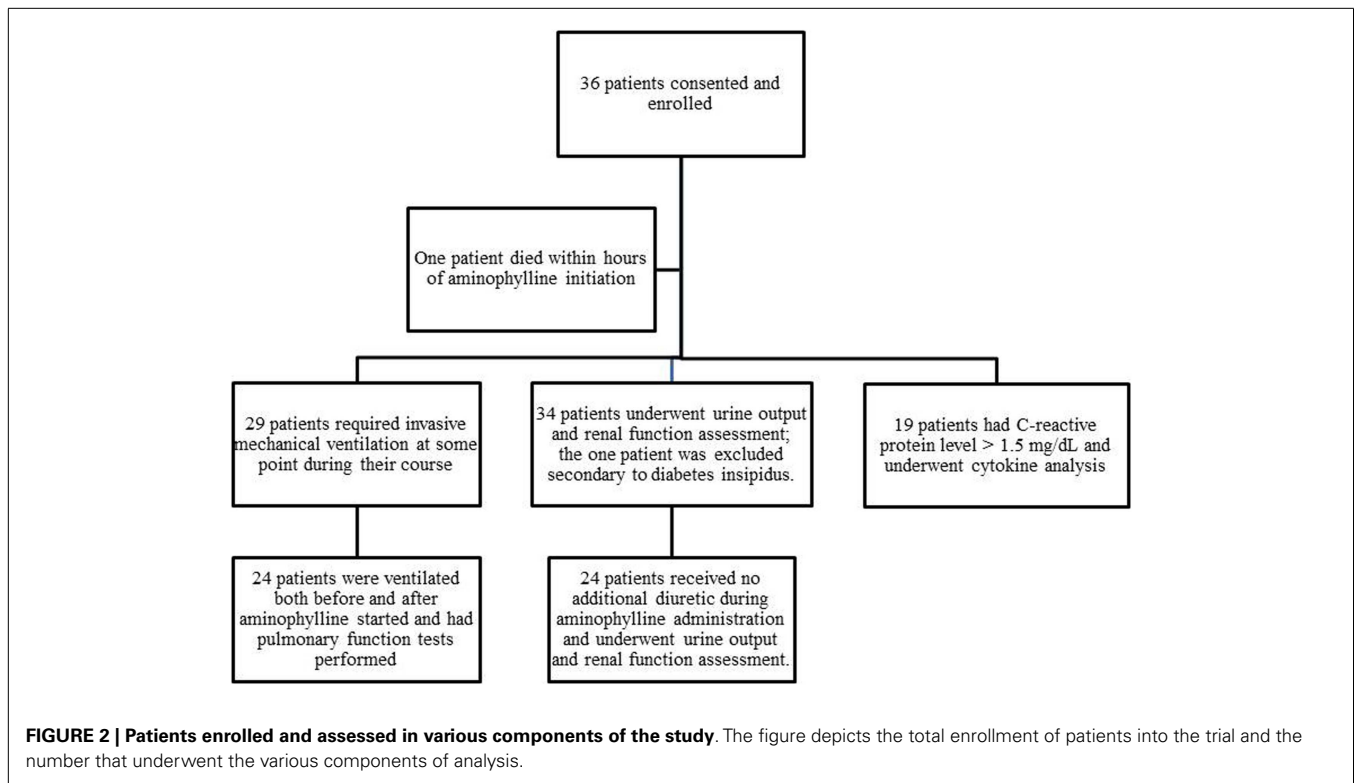 36 patients consented and
enrolled
One patient died within hours
of aminophylline initiation
29 patients required invasive
mechanical ventilation at some
point during their course
34 patients underwent urine output
and renal function assessment;
the one patient was excluded
secondary to diabetes insipidus.
19 patients had C-reactive
protein level > 1.5 mg/dL and
underwent cytokine analysis
24 patients were ventilated
both before and after
aminophylline started and had
pulmonary function tests
performed
24 patients received no
additional diuretic during
aminophylline administration
and underwent urine output
and renal function assessment.
FIGURE 2 | Patients enrolled and assessed in various components of the study. The figure depicts the total enrollment of patients into the trial and the
number that underwent the various components of analysis.